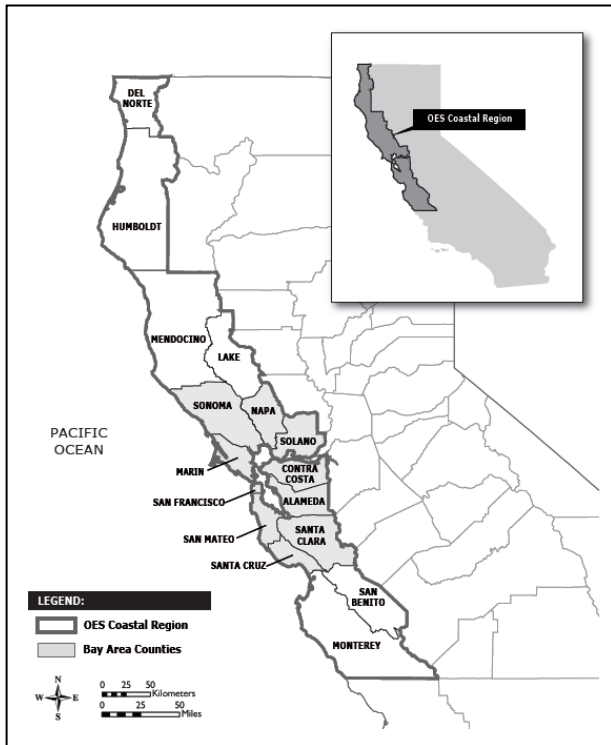 OES Coastal Region
DEL
NORTE
HUMBOLDT
MENDOCINO
LAKE
SONOMA
NAPA
SOLANO
PACIFIC
OCEAN
MARIN
CONTRA
COSTA
SAN FRANCISCO
ALAMEDA
SAN MATEO
SANTA
CLARA
SANTA CRUZ
SAN
BENITO
MONTEREY
LEGEND:
OES Coastal Region
Bay Area Counties
N
W E
S
0 25 50
Kilometers
0 25 50
Miles